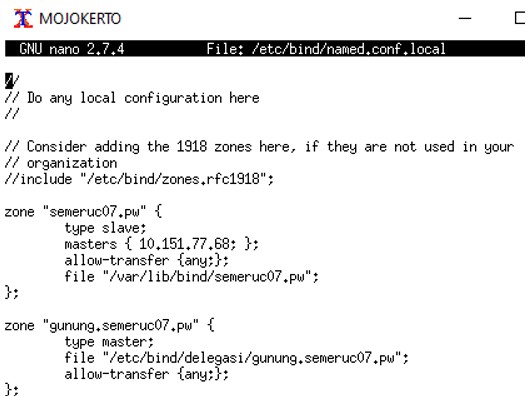 MOJOKERTO
GNU nano 2.7.4 File: /etc/bind/named.conf.local
//
// Do any local configuration here
//
// Consider adding the 1918 zones here, if they are not used in your
// organization
//include "/etc/bind/zones.rfc1918";
zone "semeruc07.pw" {
type slave;
masters { 10.151.77.68; };
allow-transfer {any;};
file "/var/lib/bind/semeruc07.pw";
};
zone "gunung.semeruc07.pw" {
type master;
file "/etc/bind/delegasi/gunung.semeruc07.pw";
allow-transfer {any;};
};